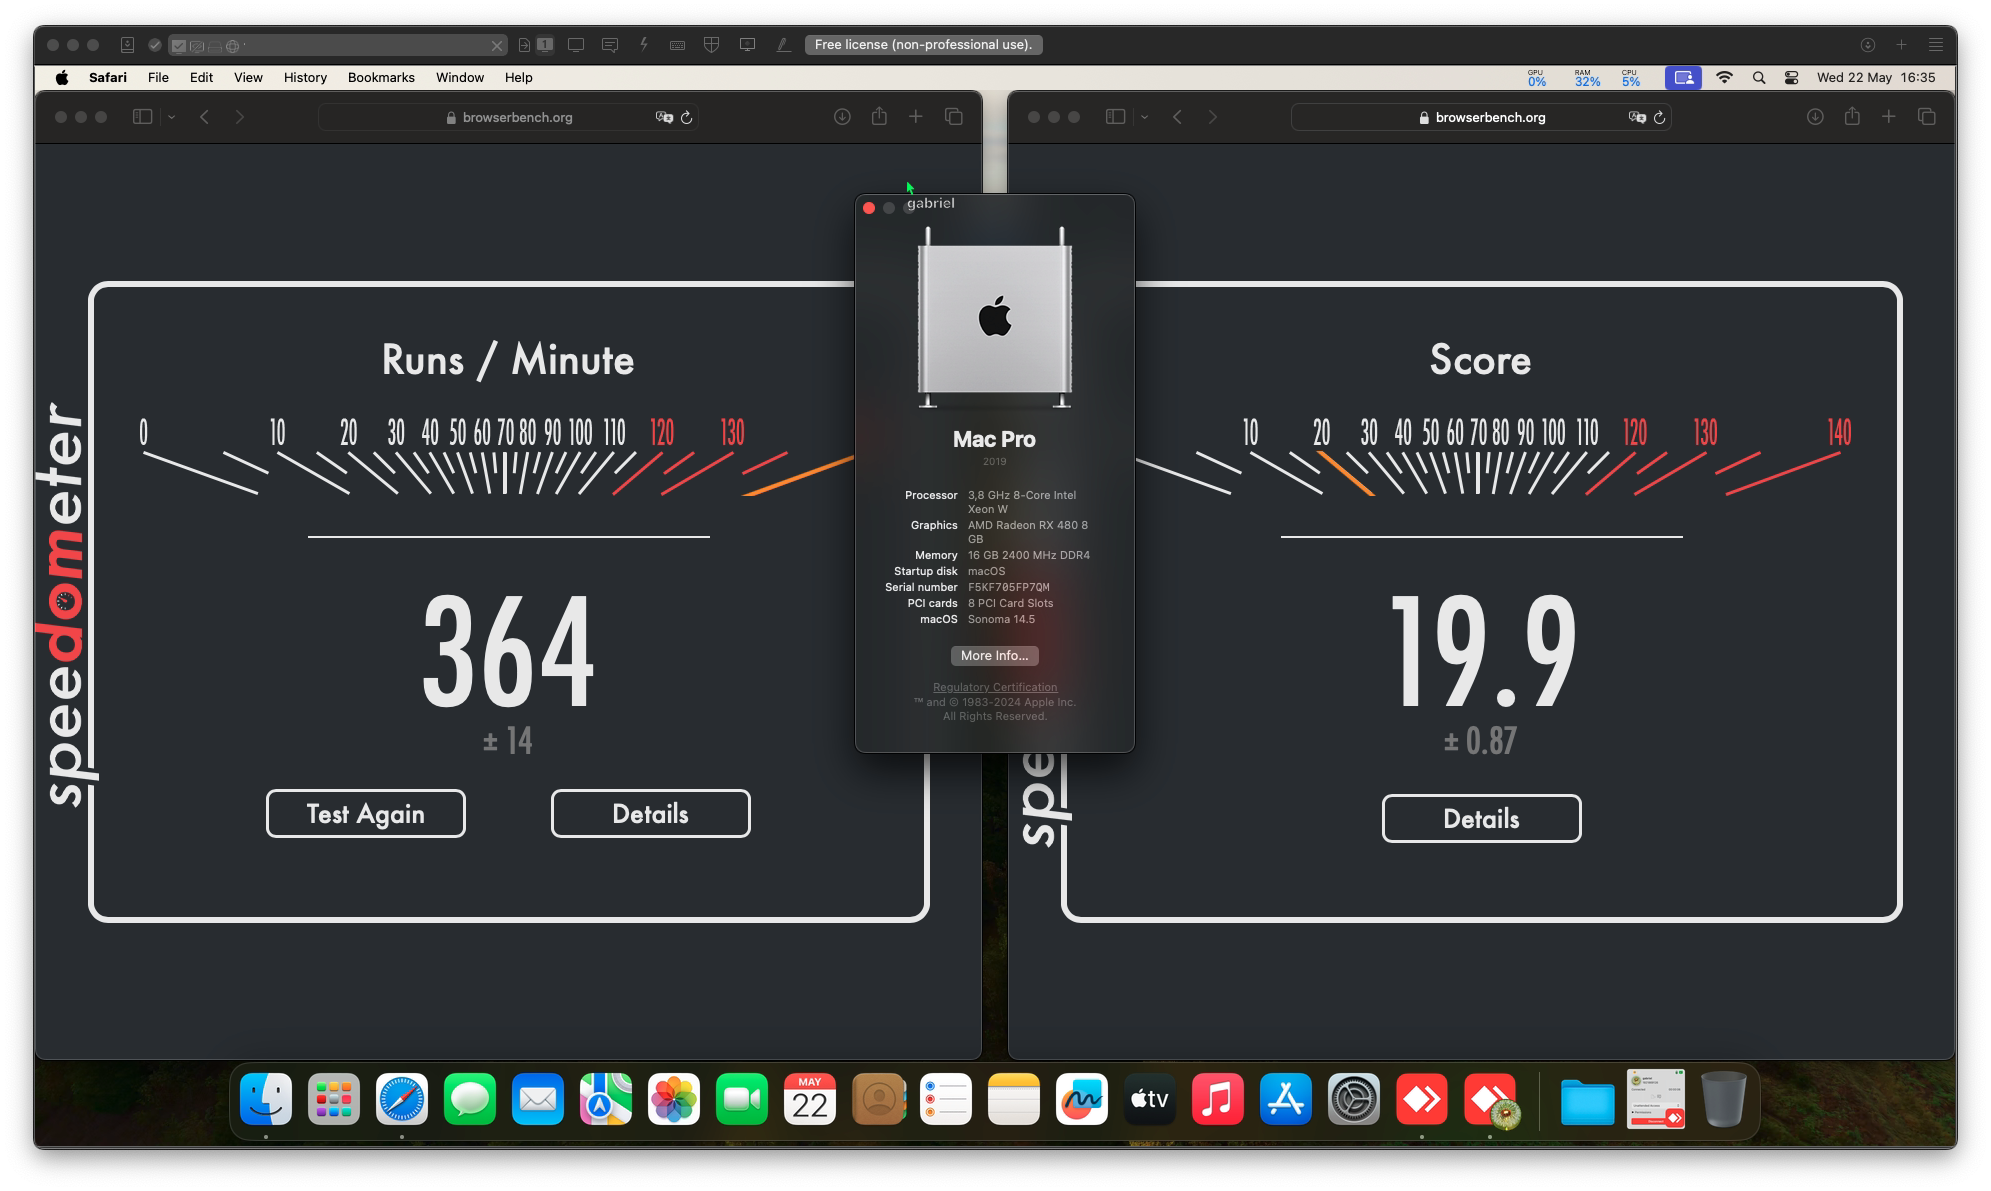 1
Free license (non-professional use).
Safari File Edit View History Bookmarks Window Help
GPU 0% RAM 32% CPU 5% Wed 22 May 16:35
browserbench.org
browserbench.org
gabriel
speedometer
Runs / Minute
0 10 20 30 40 50 60 70 80 90 100 110 120 130
364
± 14
Test Again
Details
Mac Pro
2019
Processor 3,8 GHz 8-Core Intel
Xeon W
Graphics AMD Radeon RX 480 8
GB
Memory 16 GB 2400 MHz DDR4
Startup disk macOS
Serial number F5KF705FP7QM
PCI cards 8 PCI Card Slots
macOS Sonoma 14.5
More Info...
Regulatory Certification
™ and © 1983-2024 Apple Inc.
All Rights Reserved.
spe
Score
10 20 30 40 50 60 70 80 90 100 110 120 130 140
19.9
± 0.87
Details
MAY
22
tv